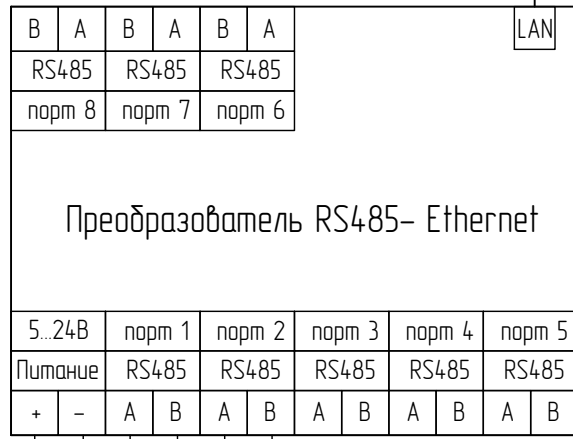 B A B A B A LAN
RS485 RS485 RS485
порт 8 порт 7 порт 6
Преобразователь RS485– Ethernet
5...24В порт 1 порт 2 порт 3 порт 4 порт 5
Питание RS485 RS485 RS485 RS485 RS485
+ – A B A B A B A B A B